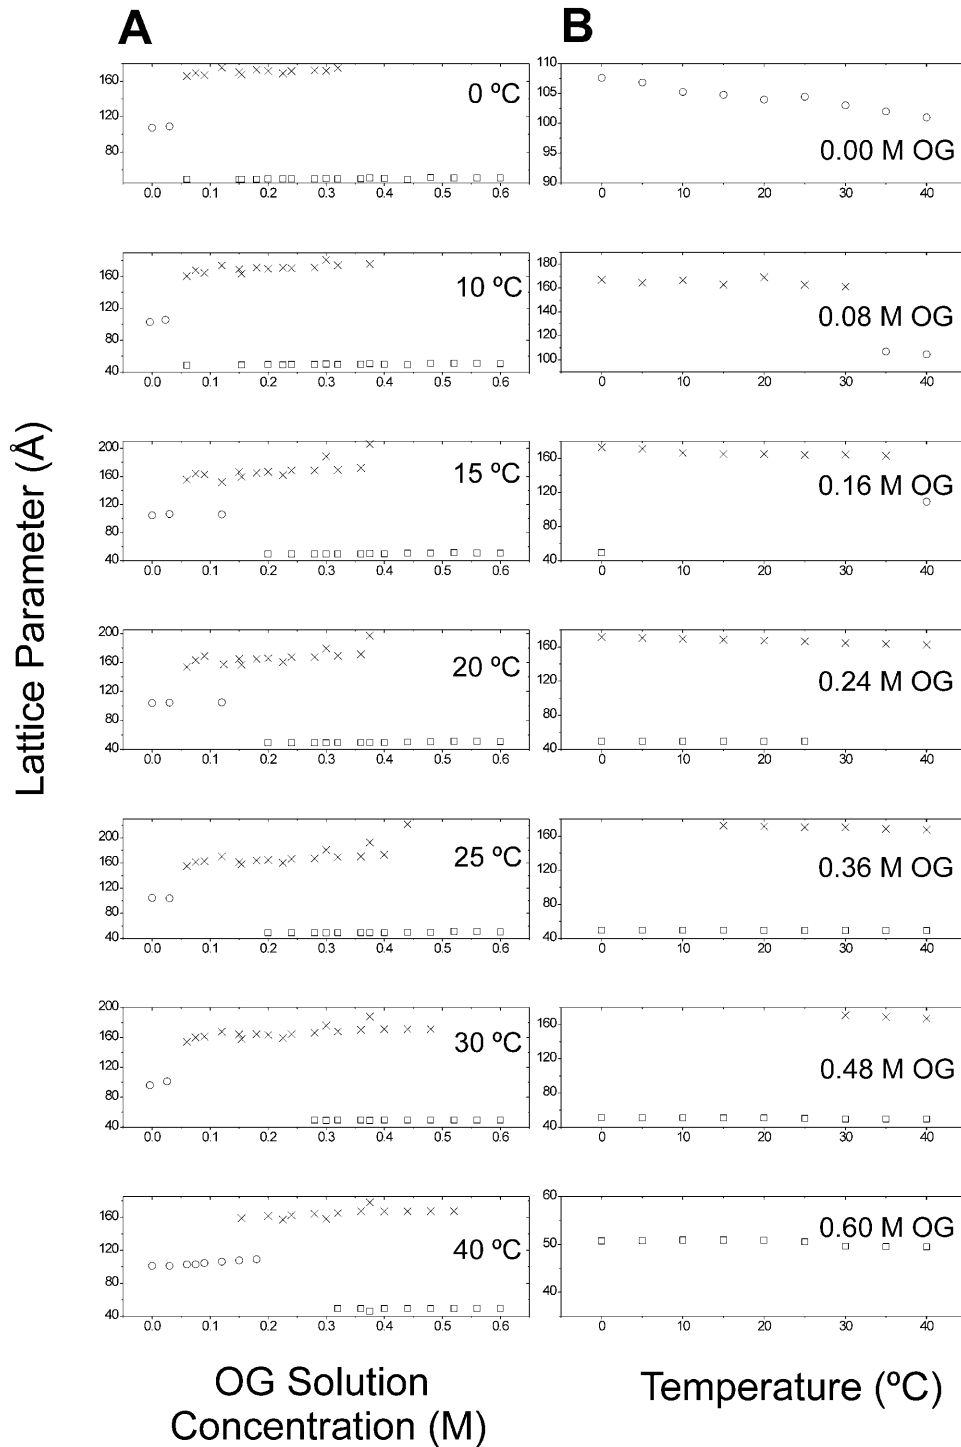 A
B
160
120
80
0.0 0.1 0.2 0.3 0.4 0.5 0.6
0 ºC
110
105
100
95
90
0 10 20 30 40
0.00 M OG
160
120
80
40
0.0 0.1 0.2 0.3 0.4 0.5 0.6
10 ºC
180
160
140
120
100
0 10 20 30 40
0.08 M OG
200
160
120
80
40
0.0 0.1 0.2 0.3 0.4 0.5 0.6
15 ºC
160
120
80
40
0 10 20 30 40
0.16 M OG
200
160
120
80
40
0.0 0.1 0.2 0.3 0.4 0.5 0.6
20 ºC
160
120
80
40
0 10 20 30 40
0.24 M OG
200
160
120
80
40
0.0 0.1 0.2 0.3 0.4 0.5 0.6
25 ºC
160
120
80
40
0 10 20 30 40
0.36 M OG
200
160
120
80
40
0.0 0.1 0.2 0.3 0.4 0.5 0.6
30 ºC
160
120
80
40
0 10 20 30 40
0.48 M OG
160
120
80
40
0.0 0.1 0.2 0.3 0.4 0.5 0.6
40 ºC
60
50
40
0 10 20 30 40
0.60 M OG
Lattice Parameter (Å)
OG Solution
Concentration (M)
Temperature (ºC)